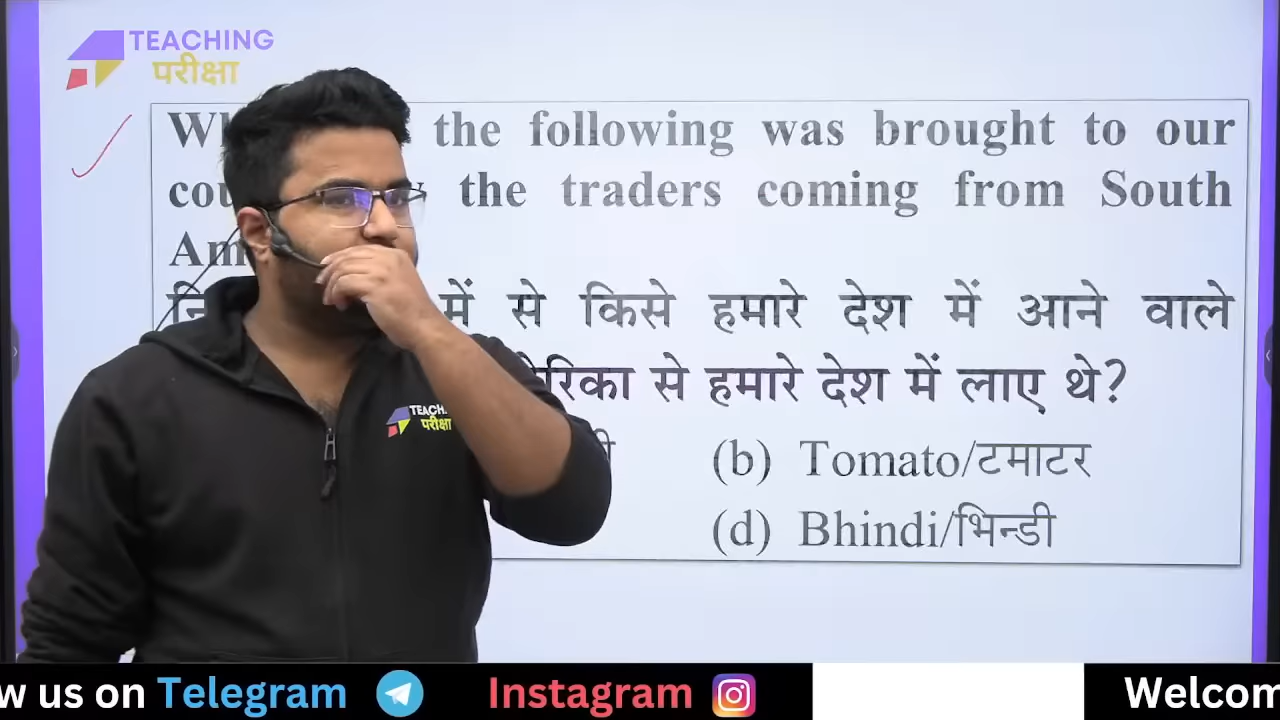 TEACHING
परीक्षा
the following was brought to our
the traders coming from South
में से किसे हमारे देश में आने वाले
से हमारे देश में लाए थे?
(b) Tomato/टमाटर
(d) Bhindi/भिन्डी
TEACH
परीक्षा
us on Telegram
Instagram
Welcom